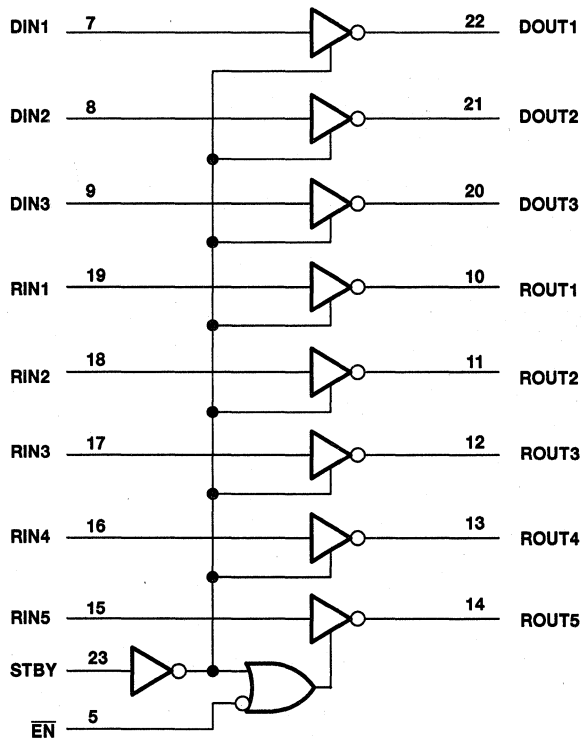 DIN1 7 22 DOUT1
DIN2 8 21 DOUT2
DIN3 9 20 DOUT3
RIN1 19 10 ROUT1
RIN2 18 11 ROUT2
RIN3 17 12 ROUT3
RIN4 16 13 ROUT4
RIN5 15 14 ROUT5
STBY 23
E̅N̅ 5